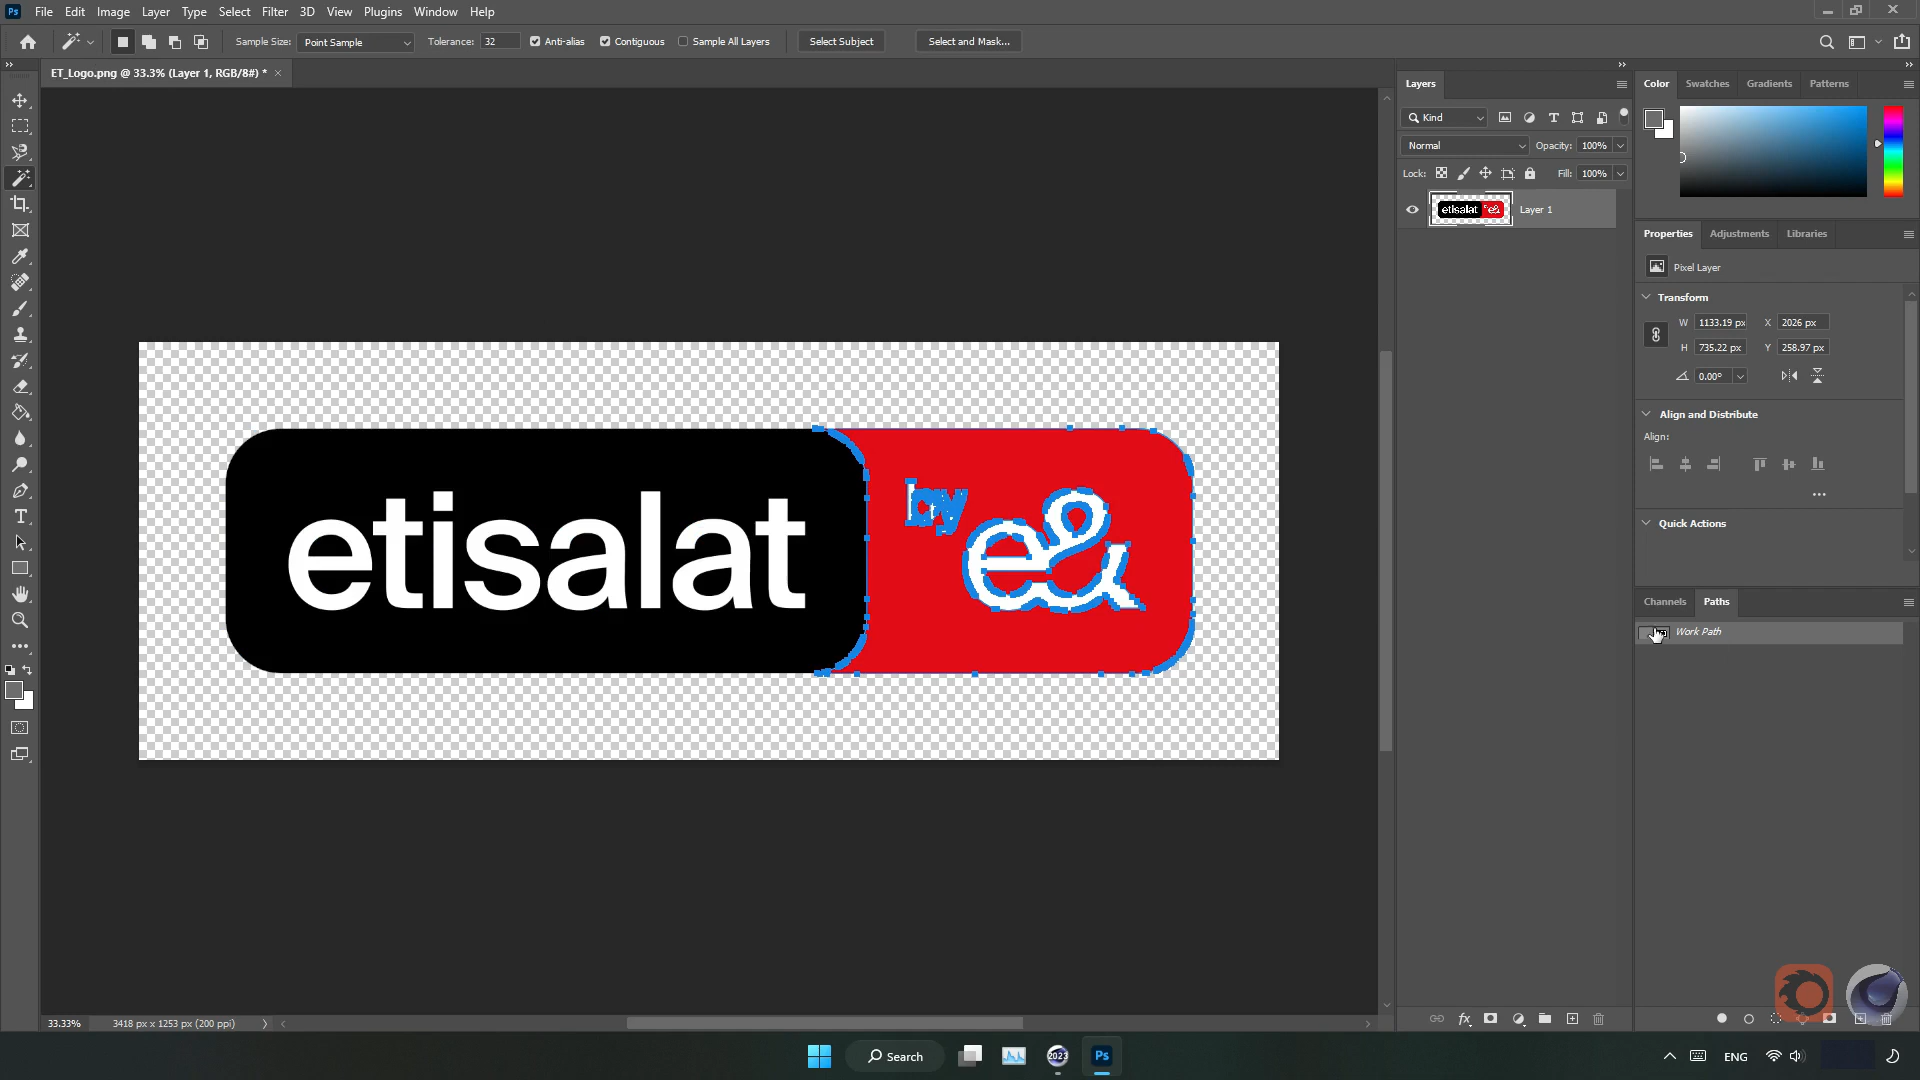 Ps File Edit Image Layer Type Select Filter 3D View Plugins Window Help
Sample Size: Point Sample Tolerance: 32 Anti-alias Contiguous Sample All Layers Select Subject Select and Mask...
ET_Logo.png @ 33.3% (Layer 1, RGB/8#) * ×
Layers
Kind
Normal Opacity: 100%
Lock: Fill: 100%
etisalat e& Layer 1
Color Swatches Gradients Patterns
Properties Adjustments Libraries
Pixel Layer
Transform
W 1133.19 px X 2026 px
H 735.22 px Y 258.97 px
0.00°
Align and Distribute
Align:
Quick Actions
Channels Paths
Work Path
etisalat by e&
33.33% 3418 px x 1253 px (200 ppi)
Search 2023 Ps ENG